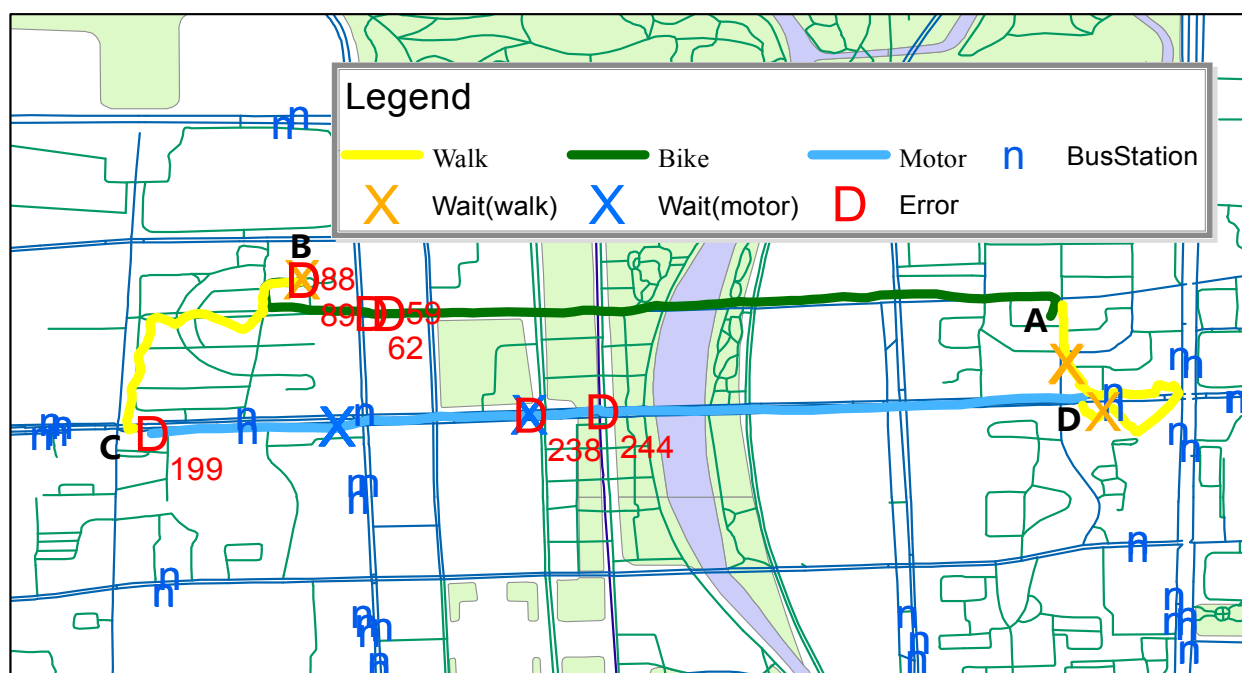 Legend
Walk
Bike
Motor
n
BusStation
X
Wait(walk)
X
Wait(motor)
D
Error
n n
B
X D 88
89 D D 59
62
A
X
n n
n
n
D
X
n n
n
n n n
C
D
199
n n
X
n
X D
238
D
244
n n n
n n
n
n
n n
n n n
n
n n
n
n n
n n
n